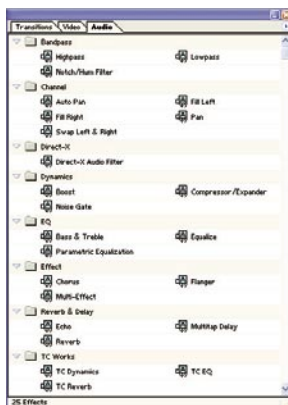 Transitions Video Audio
Bandpass
Highpass Lowpass
Notch/Hum Filter
Channel
Auto Pan Fill Left
Fill Right Pan
Swap Left & Right
Direct-X
Direct-X Audio Filter
Dynamics
Boost Compressor/Expander
Noise Gate
EQ
Bass & Treble Equalize
Parametric Equalization
Effect
Chorus Flanger
Multi-Effect
Reverb & Delay
Echo Multitap Delay
Reverb
TC Works
TC Dynamics TC EQ
TC Reverb
25 Effects